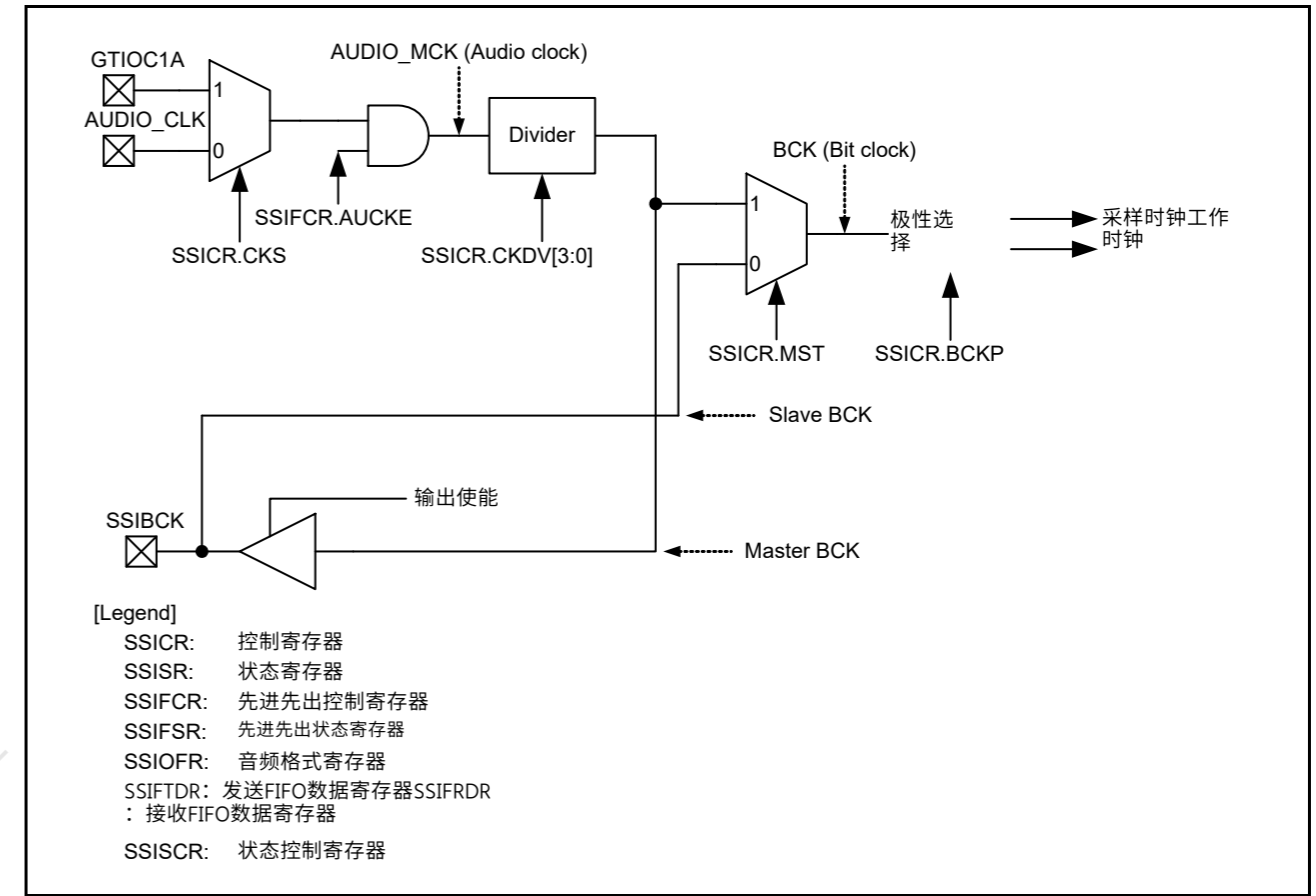 GTIOC1A
AUDIO_MCK (Audio clock)
1
AUDIO_CLK
0
Divider
BCK (Bit clock)
SSIFCR.AUCKE
SSICR.CKS
SSICR.CKDV[3:0]
1
极性选
择
采样时钟工作
时钟
0
SSICR.MST
SSICR.BCKP
Slave BCK
输出使能
SSIBCK
Master BCK
[Legend]
SSICR: 控制寄存器
SSISR: 状态寄存器
SSIFCR: 先进先出控制寄存器
SSIFSR: 先进先出状态寄存器
SSIOFR: 音频格式寄存器
SSIFTDR：发送FIFO数据寄存器SSIFRDR
：接收FIFO数据寄存器
SSISCR: 状态控制寄存器